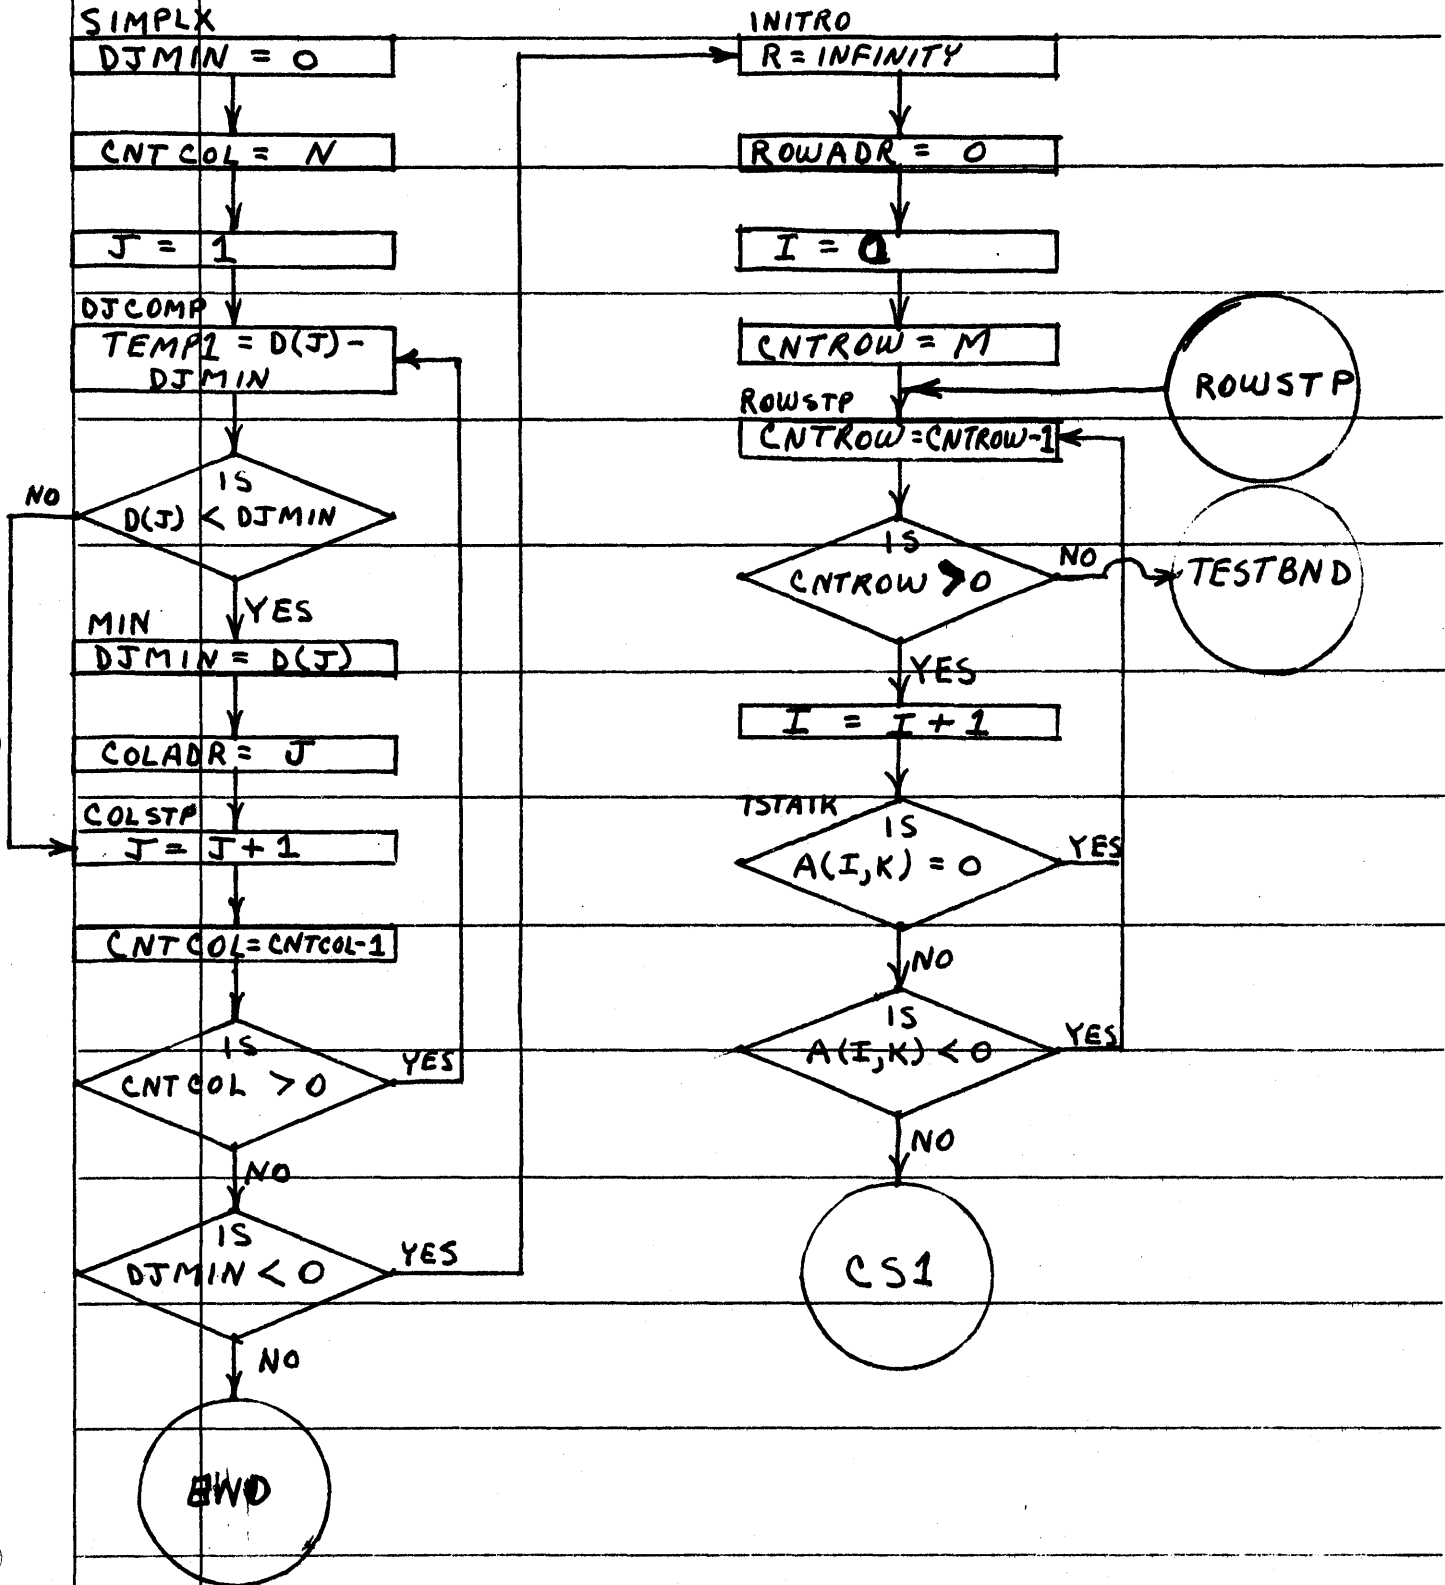 SIMPLX
DJMIN = 0
CNTCOL = N
J = 1
DJCOMP
TEMP1 = D(J) -
DJMIN
IS
D(J) < DJMIN
NO
YES
MIN
DJMIN = D(J)
COLADR = J
COLSTP
J = J + 1
CNTCOL=CNTCOL-1
IS
CNTCOL > 0
YES
NO
IS
DJMIN < 0
YES
NO
INITRO
R = INFINITY
ROWADR = 0
I = 0
CNTROW = M
ROWSTP
ROWSTP
CNTROW=CNTROW-1
IS
CNTROW > 0
NO
TESTBND
YES
I = I + 1
TSTAIK
IS
A(I,K) = 0
YES
NO
IS
A(I,K) < 0
YES
NO
CS1